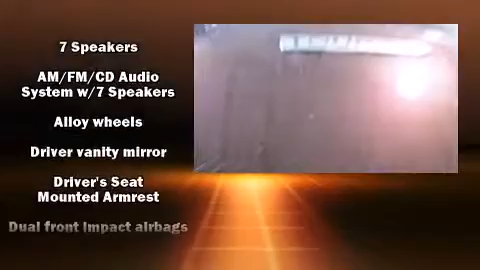 7 Speakers
AM/FM/CD Audio
System w/7 Speakers
Alloy wheels
Driver vanity mirror
Driver's Seat
Mounted Armrest
Dual front impact airbags